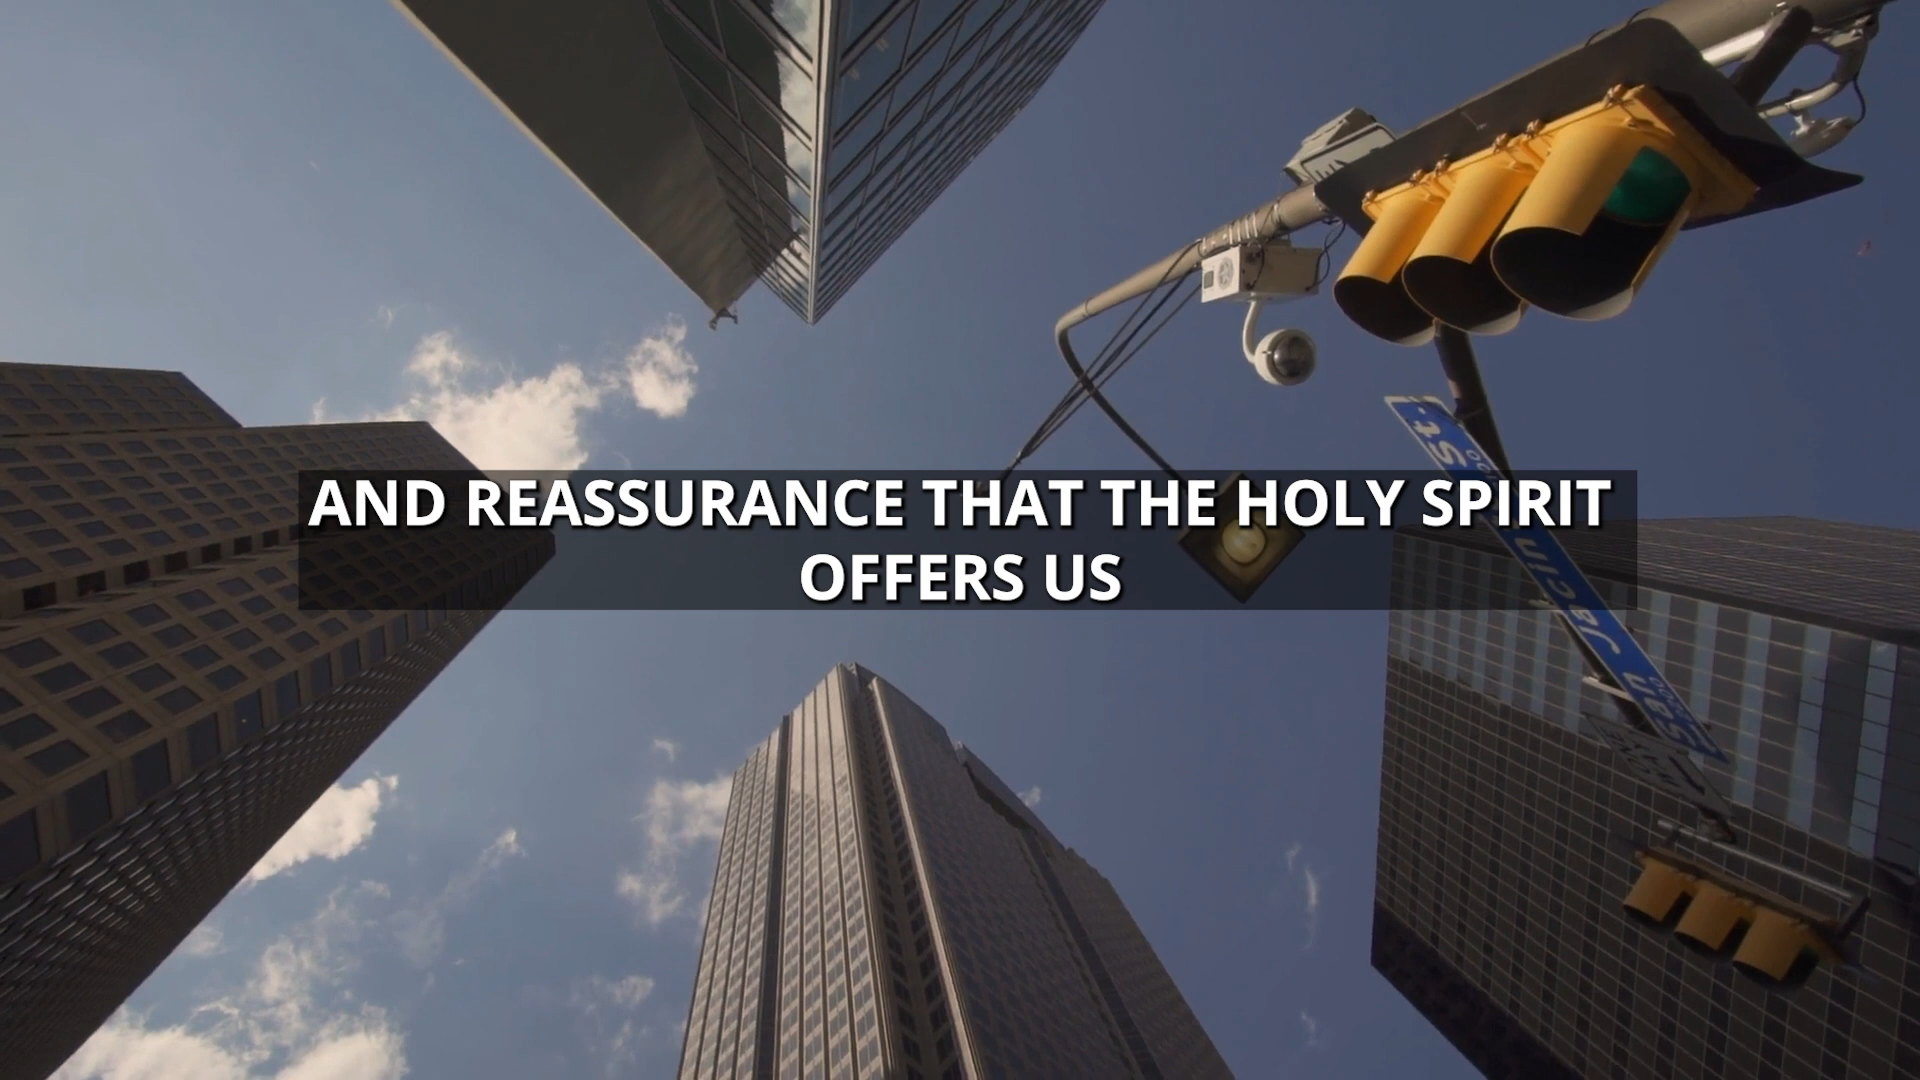 AND REASSURANCE THAT THE HOLY SPIRIT
OFFERS US
San Jacin St.